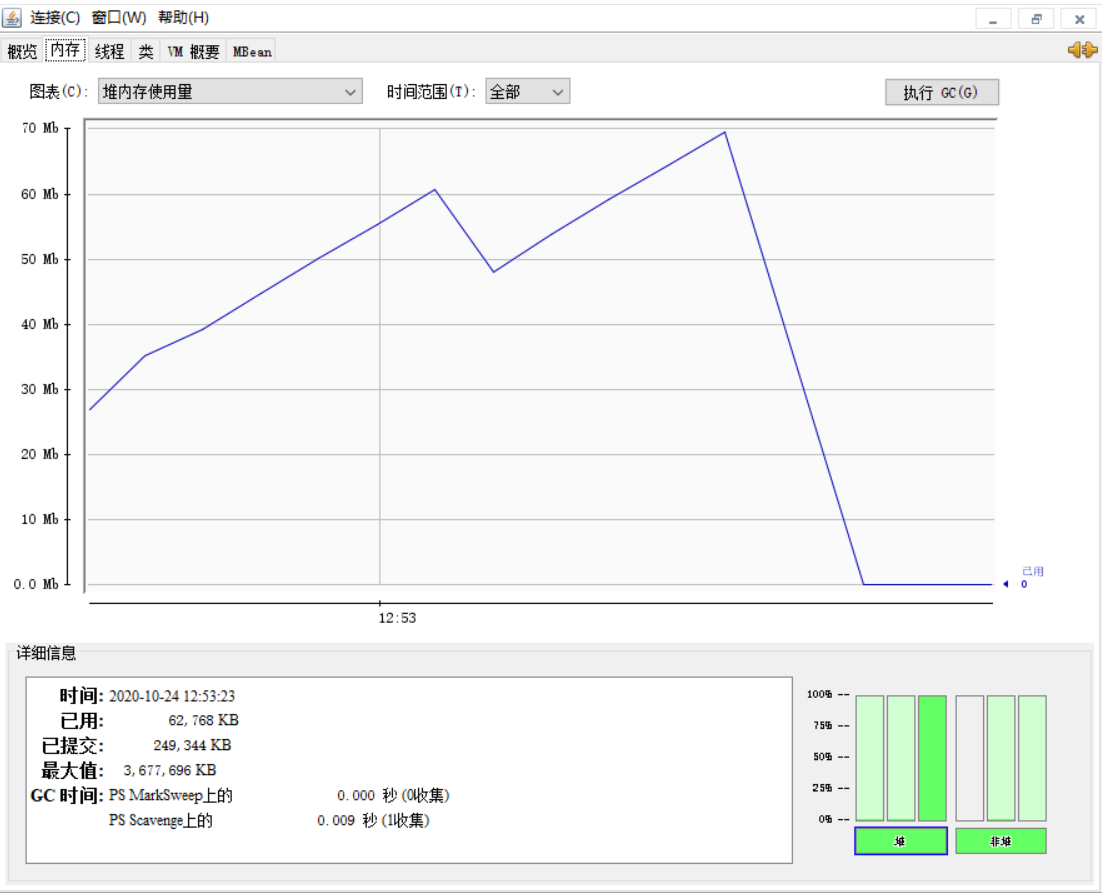 连接(C) 窗口(W) 帮助(H)
概览 内存 线程 类 VM 概要 MBean
图表(C): 堆内存使用量 时间范围(T): 全部 执行 GC(G)
70 Mb
60 Mb
50 Mb
40 Mb
30 Mb
20 Mb
10 Mb
0.0 Mb
已用
0
12:53
详细信息
时间: 2020-10-24 12:53:23
已用: 62,768 KB
已提交: 249,344 KB
最大值: 3,677,696 KB
GC 时间: PS MarkSweep上的 0.000 秒 (0收集)
PS Scavenge上的 0.009 秒 (1收集)
100% --
75% --
50% --
25% --
0% --
堆 非堆